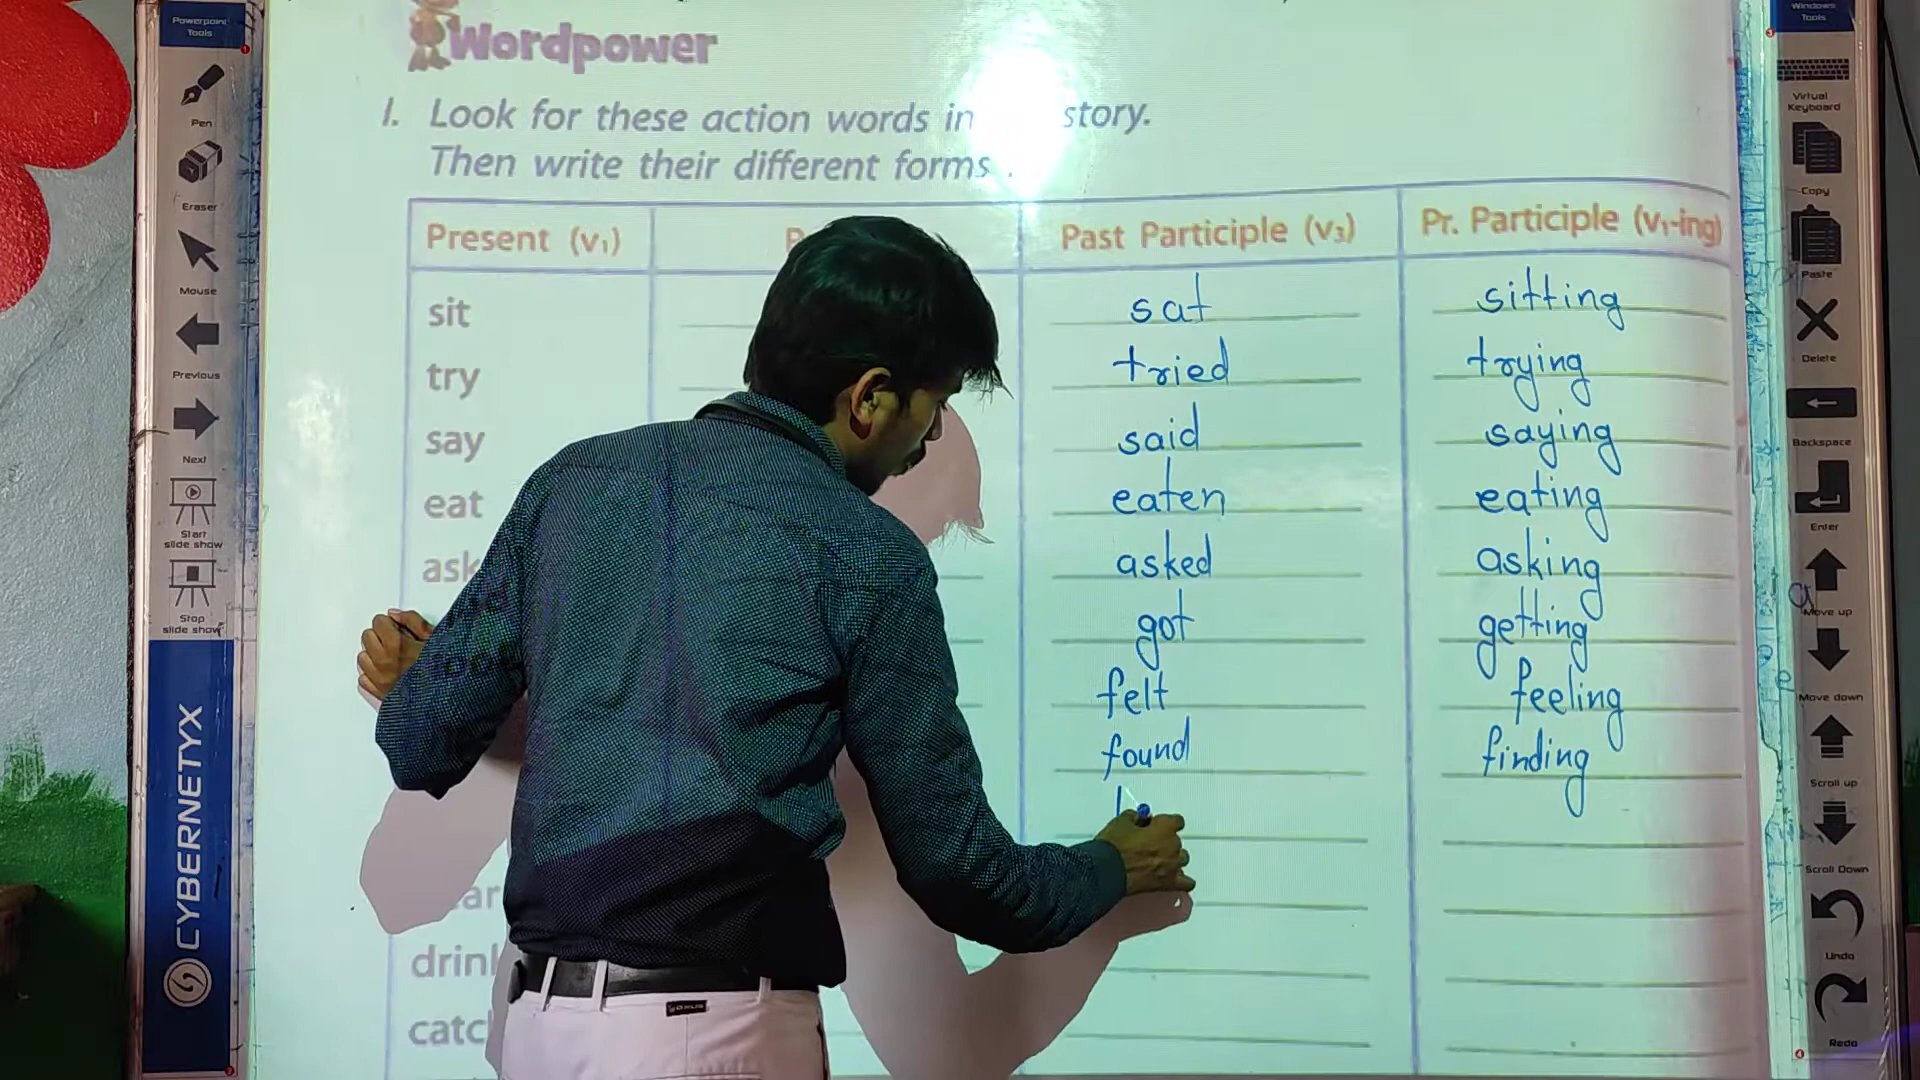 Powerpoint Tools
Pen
Eraser
Mouse
Previous
Next
Start slide show
Stop slide show
CYBERNETYX
Wordpower
I. Look for these action words in story.
Then write their different forms .
Present (v₁) Past Participle (v₃) Pr. Participle (v₁-ing)
sit sat sitting
try tried trying
say said saying
eat eaten eating
ask asked asking
got getting
felt feeling
found finding
drink
catch
Windows Tools
Virtual Keyboard
Copy
Paste
Delete
Backspace
Enter
Move up
Move down
Scroll up
Scroll Down
Undo
Redo